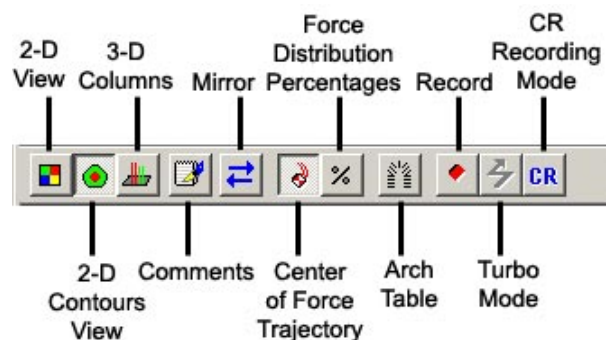 2-D
View
3-D
Columns
Mirror
Force
Distribution
Percentages
Record
CR
Recording
Mode
%
CR
2-D
Contours
View
Comments
Center
of Force
Trajectory
Arch
Table
Turbo
Mode